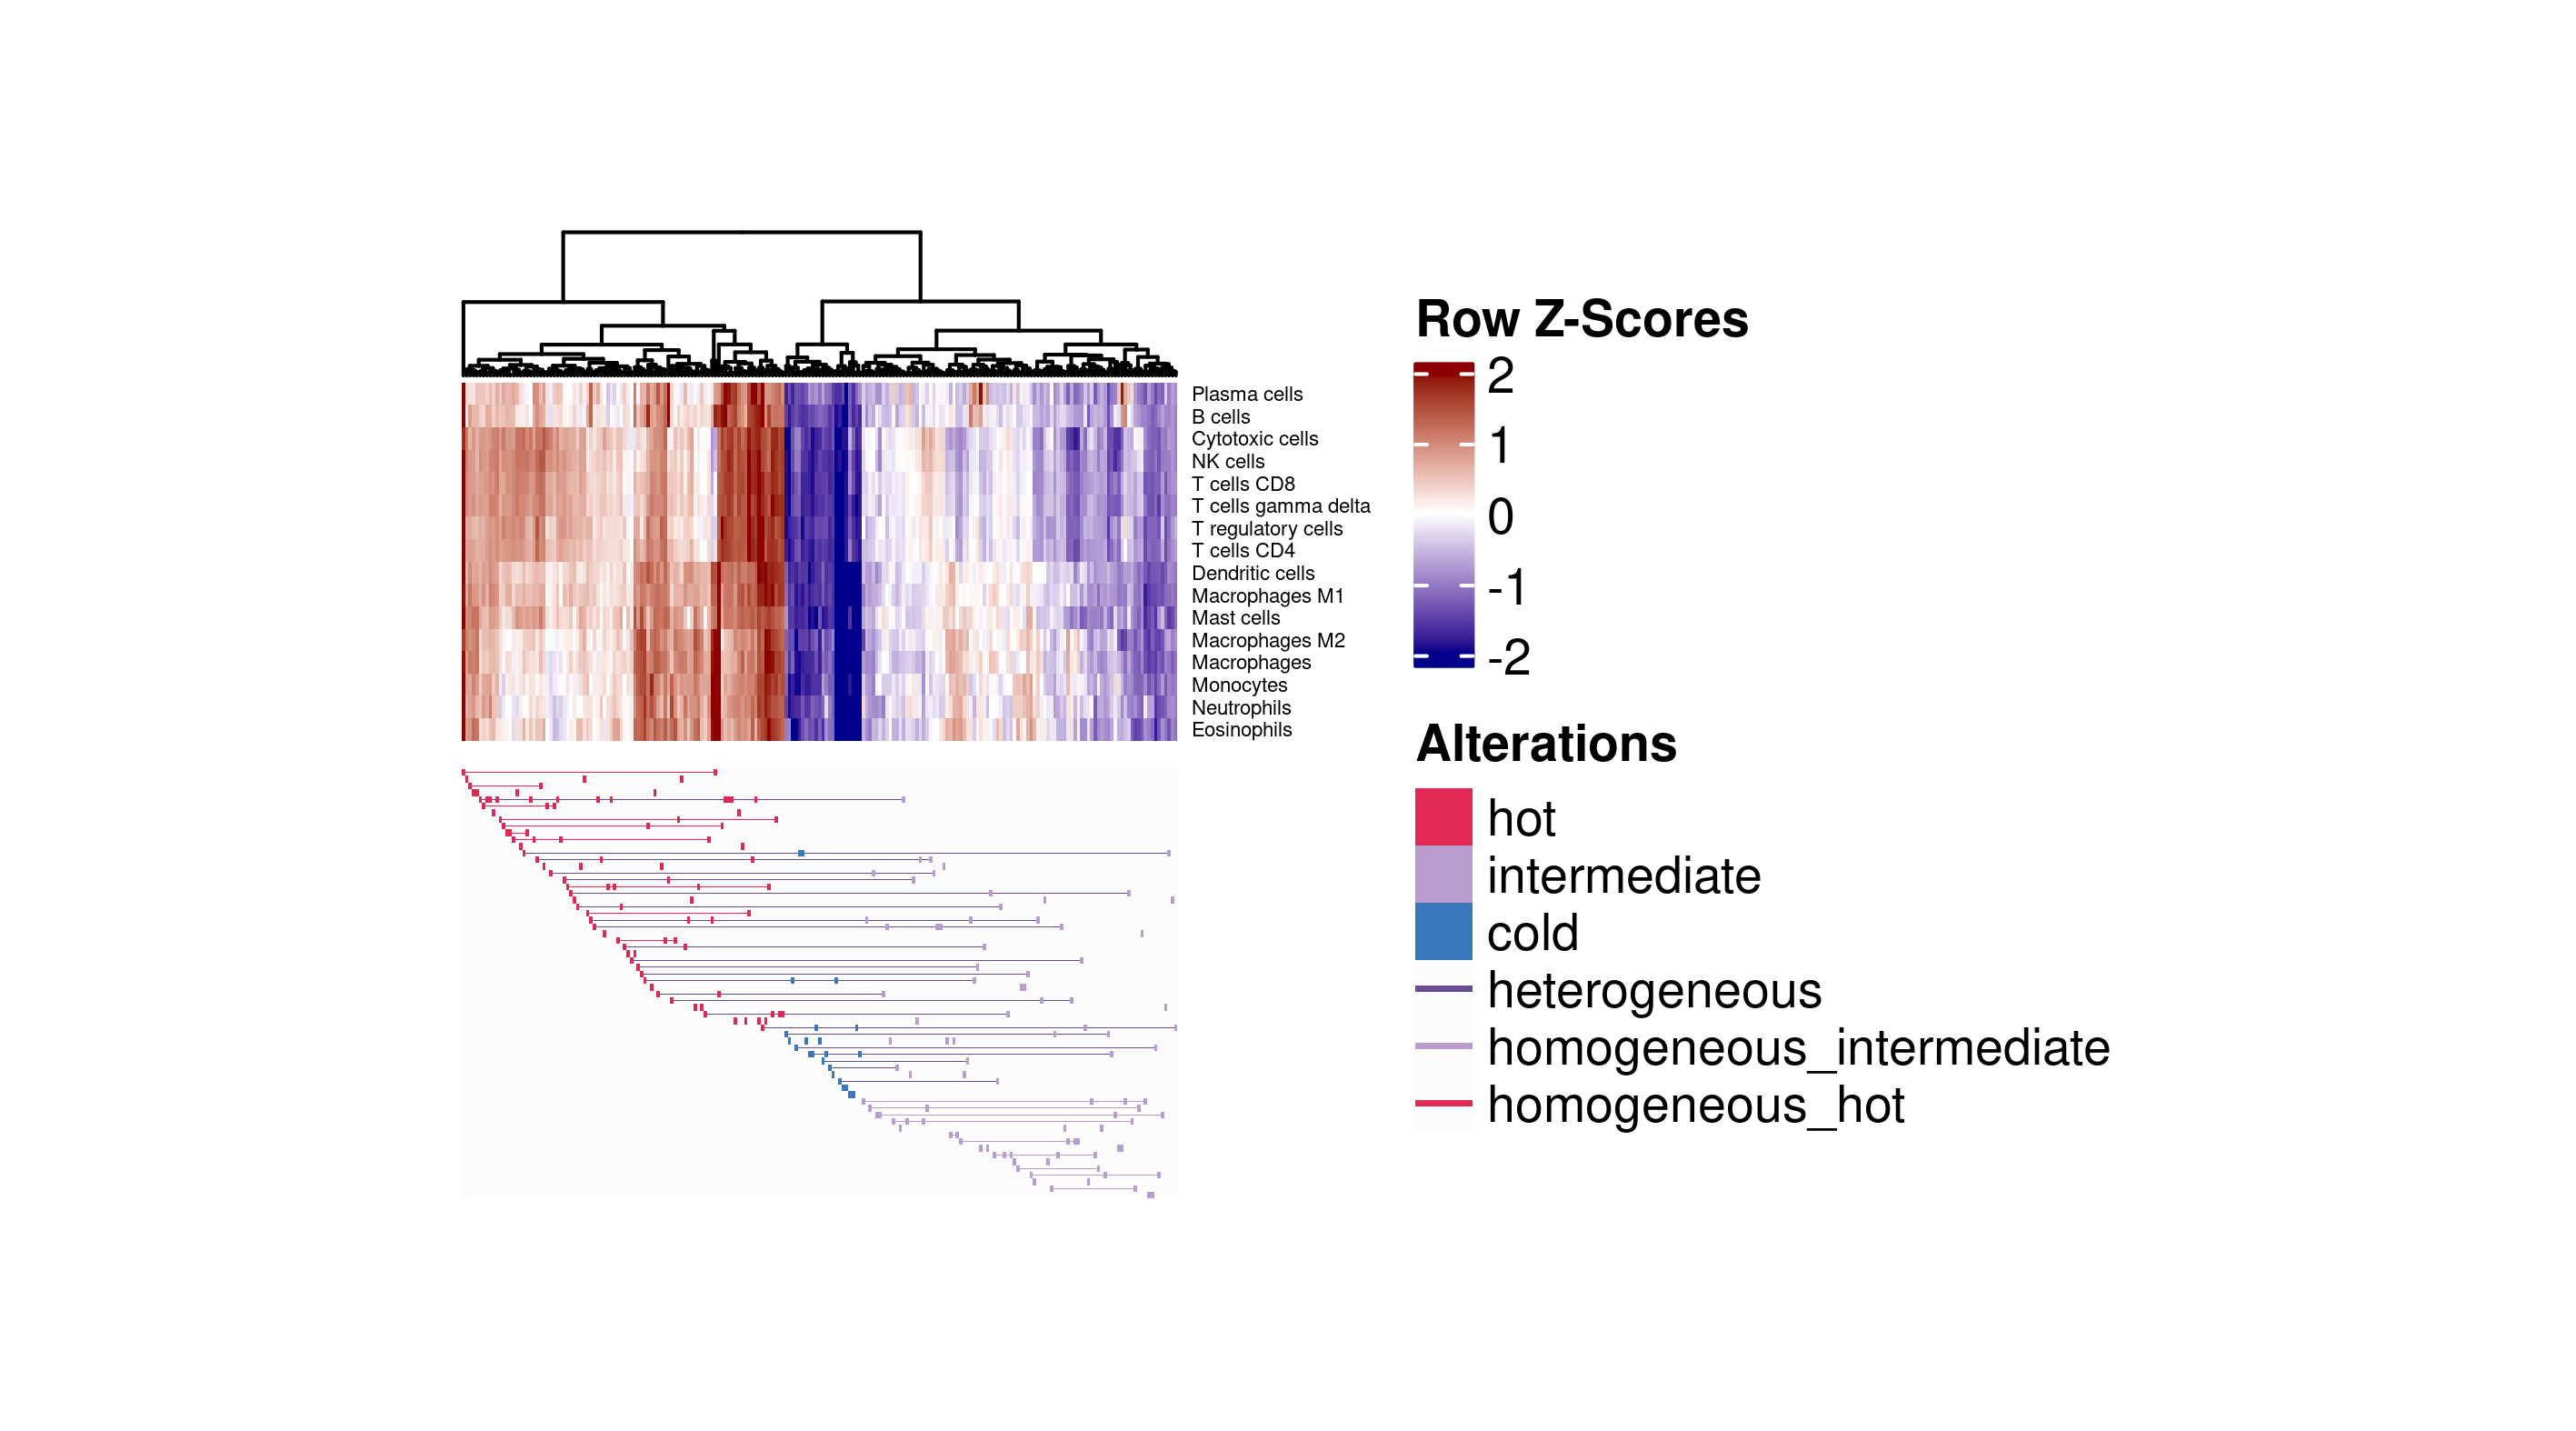 Plasma cells
B cells
Cytotoxic cells
NK cells
T cells CD8
T cells gamma delta
T regulatory cells
T cells CD4
Dendritic cells
Macrophages M1
Mast cells
Macrophages M2
Macrophages
Monocytes
Neutrophils
Eosinophils
Row Z-Scores
2
1
0
-1
-2
Alterations
hot
intermediate
cold
heterogeneous
homogeneous_intermediate
homogeneous_hot